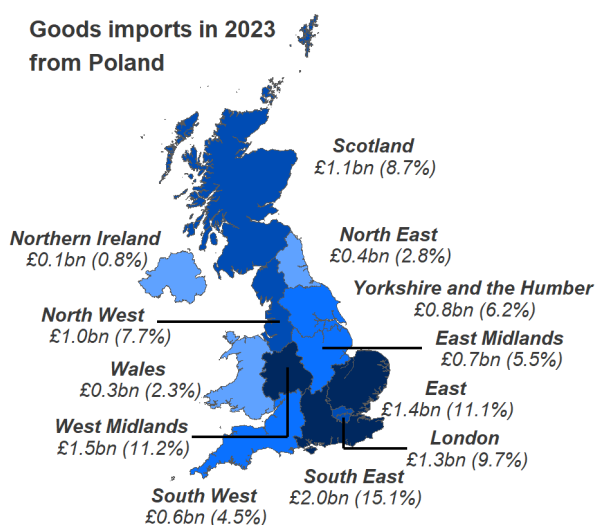 Goods imports in 2023
from Poland
Scotland
£1.1bn (8.7%)
Northern Ireland
£0.1bn (0.8%)
North East
£0.4bn (2.8%)
Yorkshire and the Humber
£0.8bn (6.2%)
North West
£1.0bn (7.7%)
East Midlands
£0.7bn (5.5%)
Wales
£0.3bn (2.3%)
East
£1.4bn (11.1%)
West Midlands
£1.5bn (11.2%)
London
£1.3bn (9.7%)
South East
£2.0bn (15.1%)
South West
£0.6bn (4.5%)